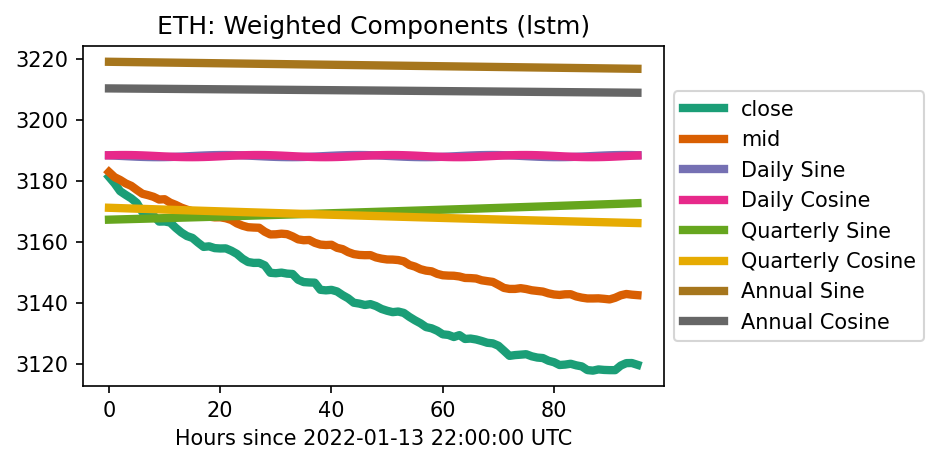 ETH: Weighted Components (lstm)
3220
3200
3180
3160
3140
3120
0 20 40 60 80
Hours since 2022-01-13 22:00:00 UTC
close
mid
Daily Sine
Daily Cosine
Quarterly Sine
Quarterly Cosine
Annual Sine
Annual Cosine